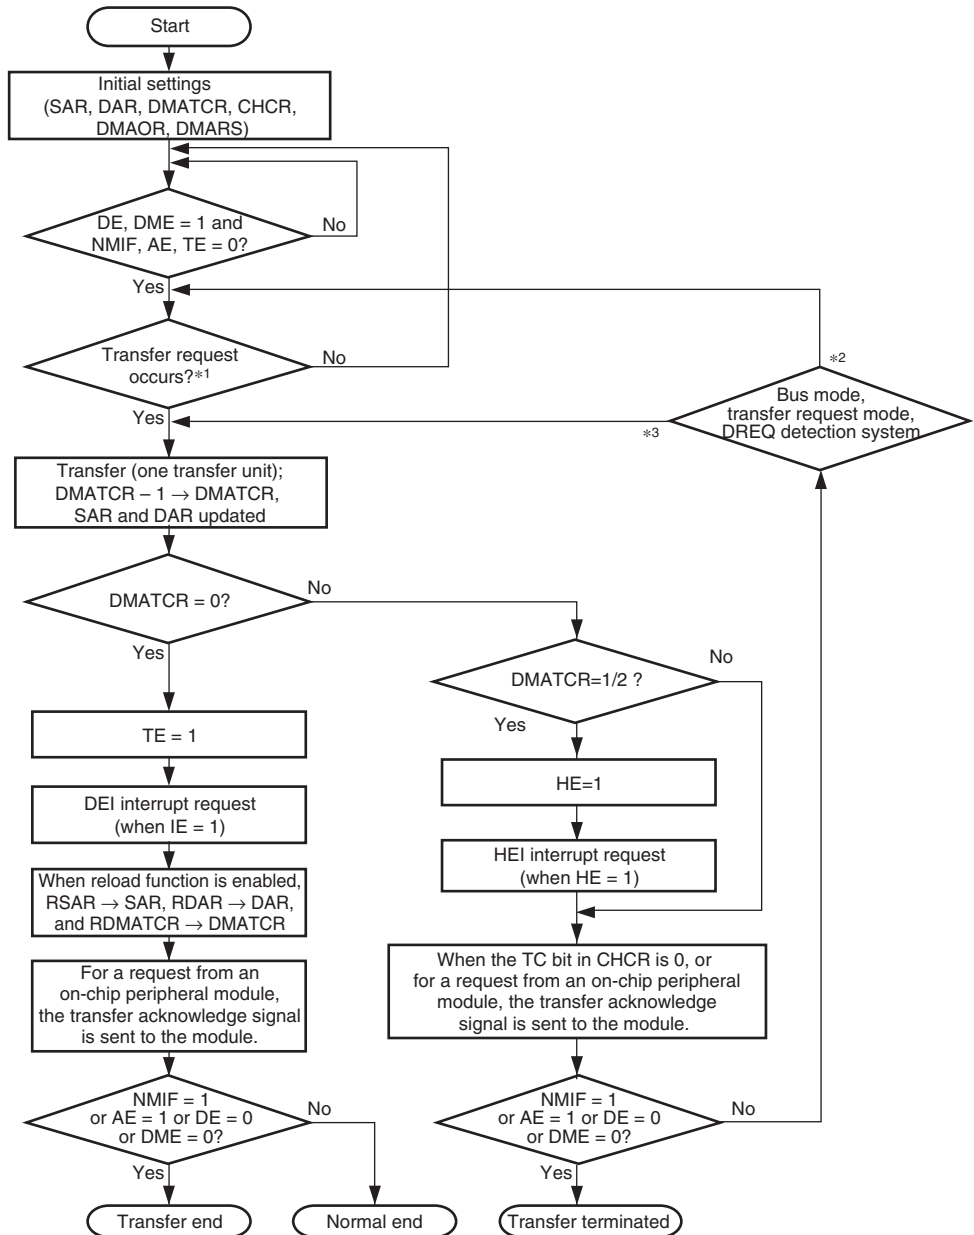 Start
Initial settings
(SAR, DAR, DMATCR, CHCR,
DMAOR, DMARS)
DE, DME = 1 and
NMIF, AE, TE = 0?
No
Yes
Transfer request
occurs?*1
No
Yes
*2
Bus mode,
transfer request mode,
DREQ detection system
*3
Transfer (one transfer unit);
DMATCR – 1 → DMATCR,
SAR and DAR updated
DMATCR = 0?
No
Yes
DMATCR=1/2 ?
No
Yes
TE = 1
HE=1
DEI interrupt request
(when IE = 1)
HEI interrupt request
(when HE = 1)
When reload function is enabled,
RSAR → SAR, RDAR → DAR,
and RDMATCR → DMATCR
For a request from an
on-chip peripheral module,
the transfer acknowledge signal
is sent to the module.
When the TC bit in CHCR is 0, or
for a request from an on-chip peripheral
module, the transfer acknowledge
signal is sent to the module.
NMIF = 1
or AE = 1 or DE = 0
or DME = 0?
No
Yes
NMIF = 1
or AE = 1 or DE = 0
or DME = 0?
No
Yes
Transfer end
Normal end
Transfer terminated